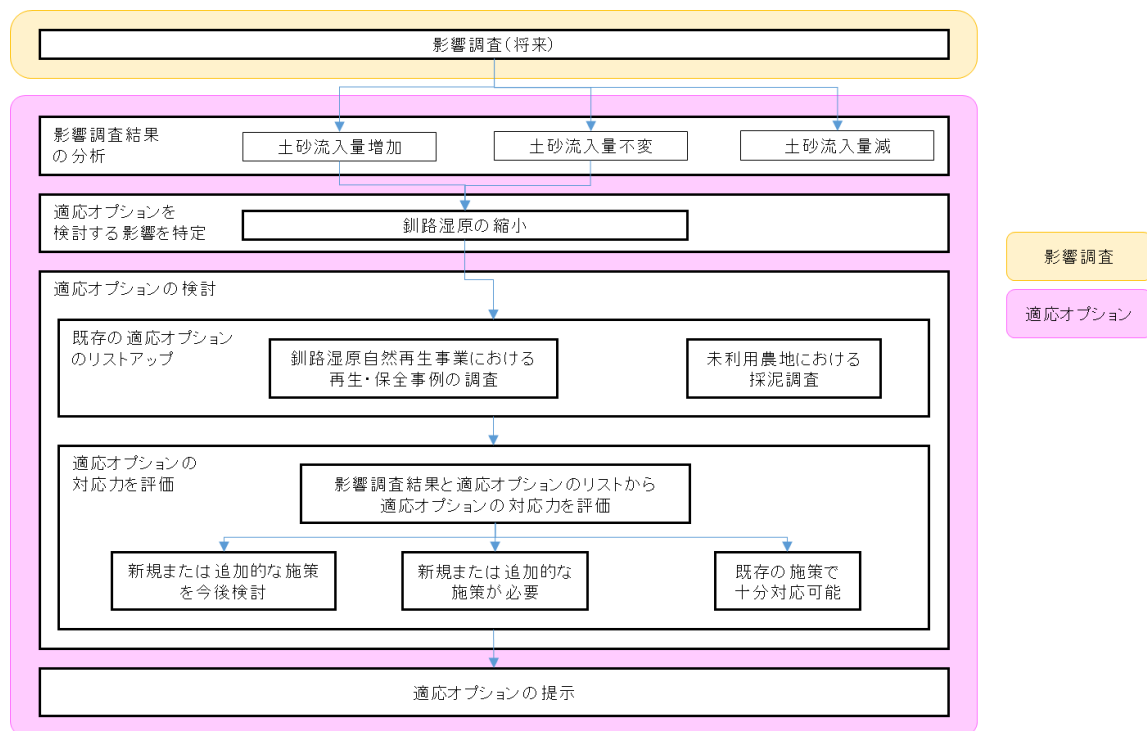 影響調査(将来)
影響調査結果
の分析
土砂流入量増加
土砂流入量不変
土砂流入量減
適応オプションを
検討する影響を特定
釧路湿原の縮小
適応オプションの検討
既存の適応オプション
のリストアップ
釧路湿原自然再生事業における
再生・保全事例の調査
未利用農地における
採泥調査
適応オプションの
対応力を評価
影響調査結果と適応オプションのリストから
適応オプションの対応力を評価
新規または追加的な施策
を今後検討
新規または追加的な
施策が必要
既存の施策で
十分対応可能
適応オプションの提示
影響調査
適応オプション